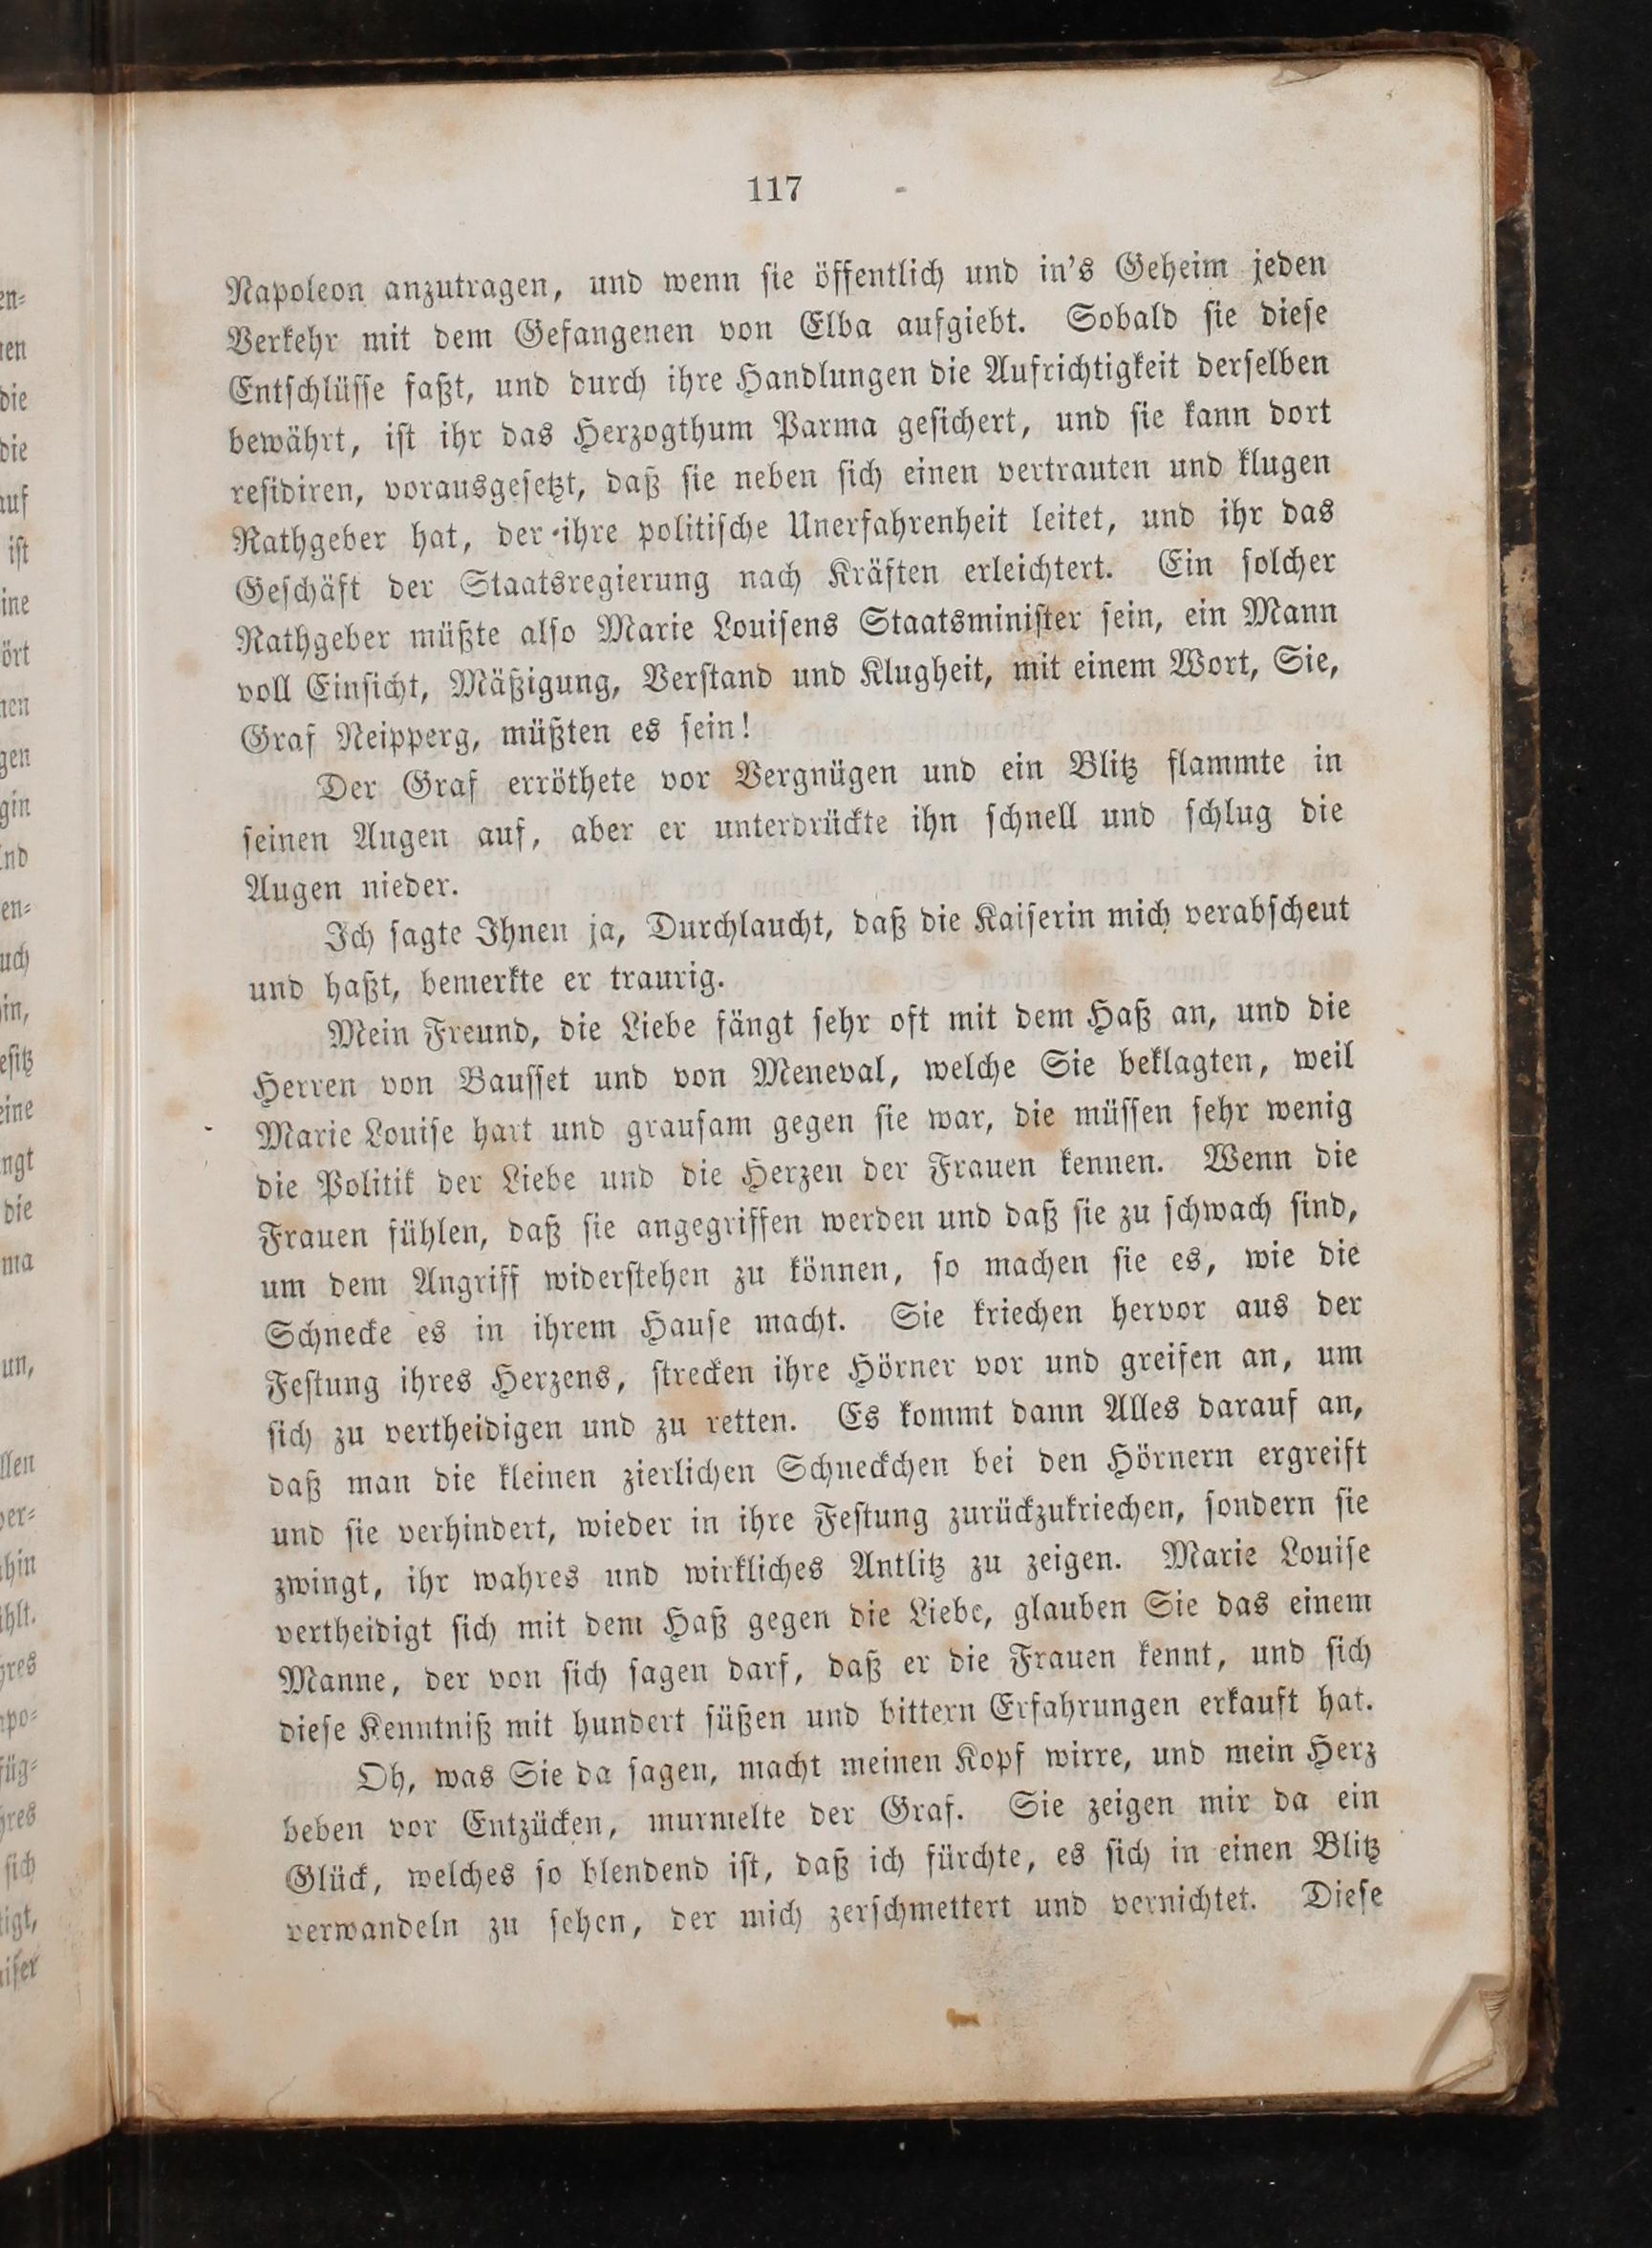 117
Napoleon anzutragen, und wenn sie öffentlich und in's Geheim jeden
Verkehr mit dem Gefangenen von Elba aufgiebt. Sobald sie diese
Entschlüsse faßt, und durch ihre Handlungen die Aufrichtigkeit derselben
bewährt, ist ihr das Herzogthum Parma gesichert, und sie kann dort
residiren, vorausgesetzt, daß sie neben sich einen vertrauten und klugen
Rathgeber hat, der ihre politische Unerfahrenheit leitet, und ihr das
Geschäft der Staatsregierung nach Kräften erleichtert. Ein solcher
Rathgeber müßte also Marie Louisens Staatsminister sein, ein Mann
voll Einsicht, Mäßigung, Verstand und Klugheit, mit einem Wort, Sie,
Graf Neipperg, müßten es sein!
Der Graf erröthete vor Vergnügen und ein Blitz flammte in
seinen Augen auf, aber er unterdrückte ihn schnell und schlug die
Augen nieder.
Ich sagte Ihnen ja, Durchlaucht, daß die Kaiserin mich verabscheut
und haßt, bemerkte er traurig.
Mein Freund, die Liebe fängt sehr oft mit dem Haß an, und die
Herren von Bausset und von Meneval, welche Sie beklagten, weil
Marie Louise hart und grausam gegen sie war, die müssen sehr wenig
die Politik der Liebe und die Herzen der Frauen kennen. Wenn die
Frauen fühlen, daß sie angegriffen werden und daß sie zu schwach sind,
um dem Angriff widerstehen zu können, so machen sie es, wie die
Schnecke es in ihrem Hause macht. Sie kriechen hervor aus der
Festung ihres Herzens, strecken ihre Hörner vor und greifen an, um
sich zu vertheidigen und zu retten. Es kommt dann Alles darauf an,
daß man die kleinen zierlichen Schneckchen bei den Hörnern ergreift
und sie verhindert, wieder in ihre Festung zurückzukriechen, sondern sie
zwingt, ihr wahres und wirkliches Antlitz zu zeigen. Marie Louise
vertheidigt sich mit dem Haß gegen die Liebe, glauben Sie das einem
Manne, der von sich sagen darf, daß er die Frauen kennt, und sich
diese Kenntniß mit hundert süßen und bittern Erfahrungen erkauft hat.
Oh, was Sie da sagen, macht meinen Kopf wirre, und mein Herz
beben vor Entzücken, murmelte der Graf. Sie zeigen mir da ein
Glück, welches so blendend ist, daß ich fürchte, es sich in einen Blitz
verwandeln zu sehen, der mich zerschmettert und vernichtet. Diese